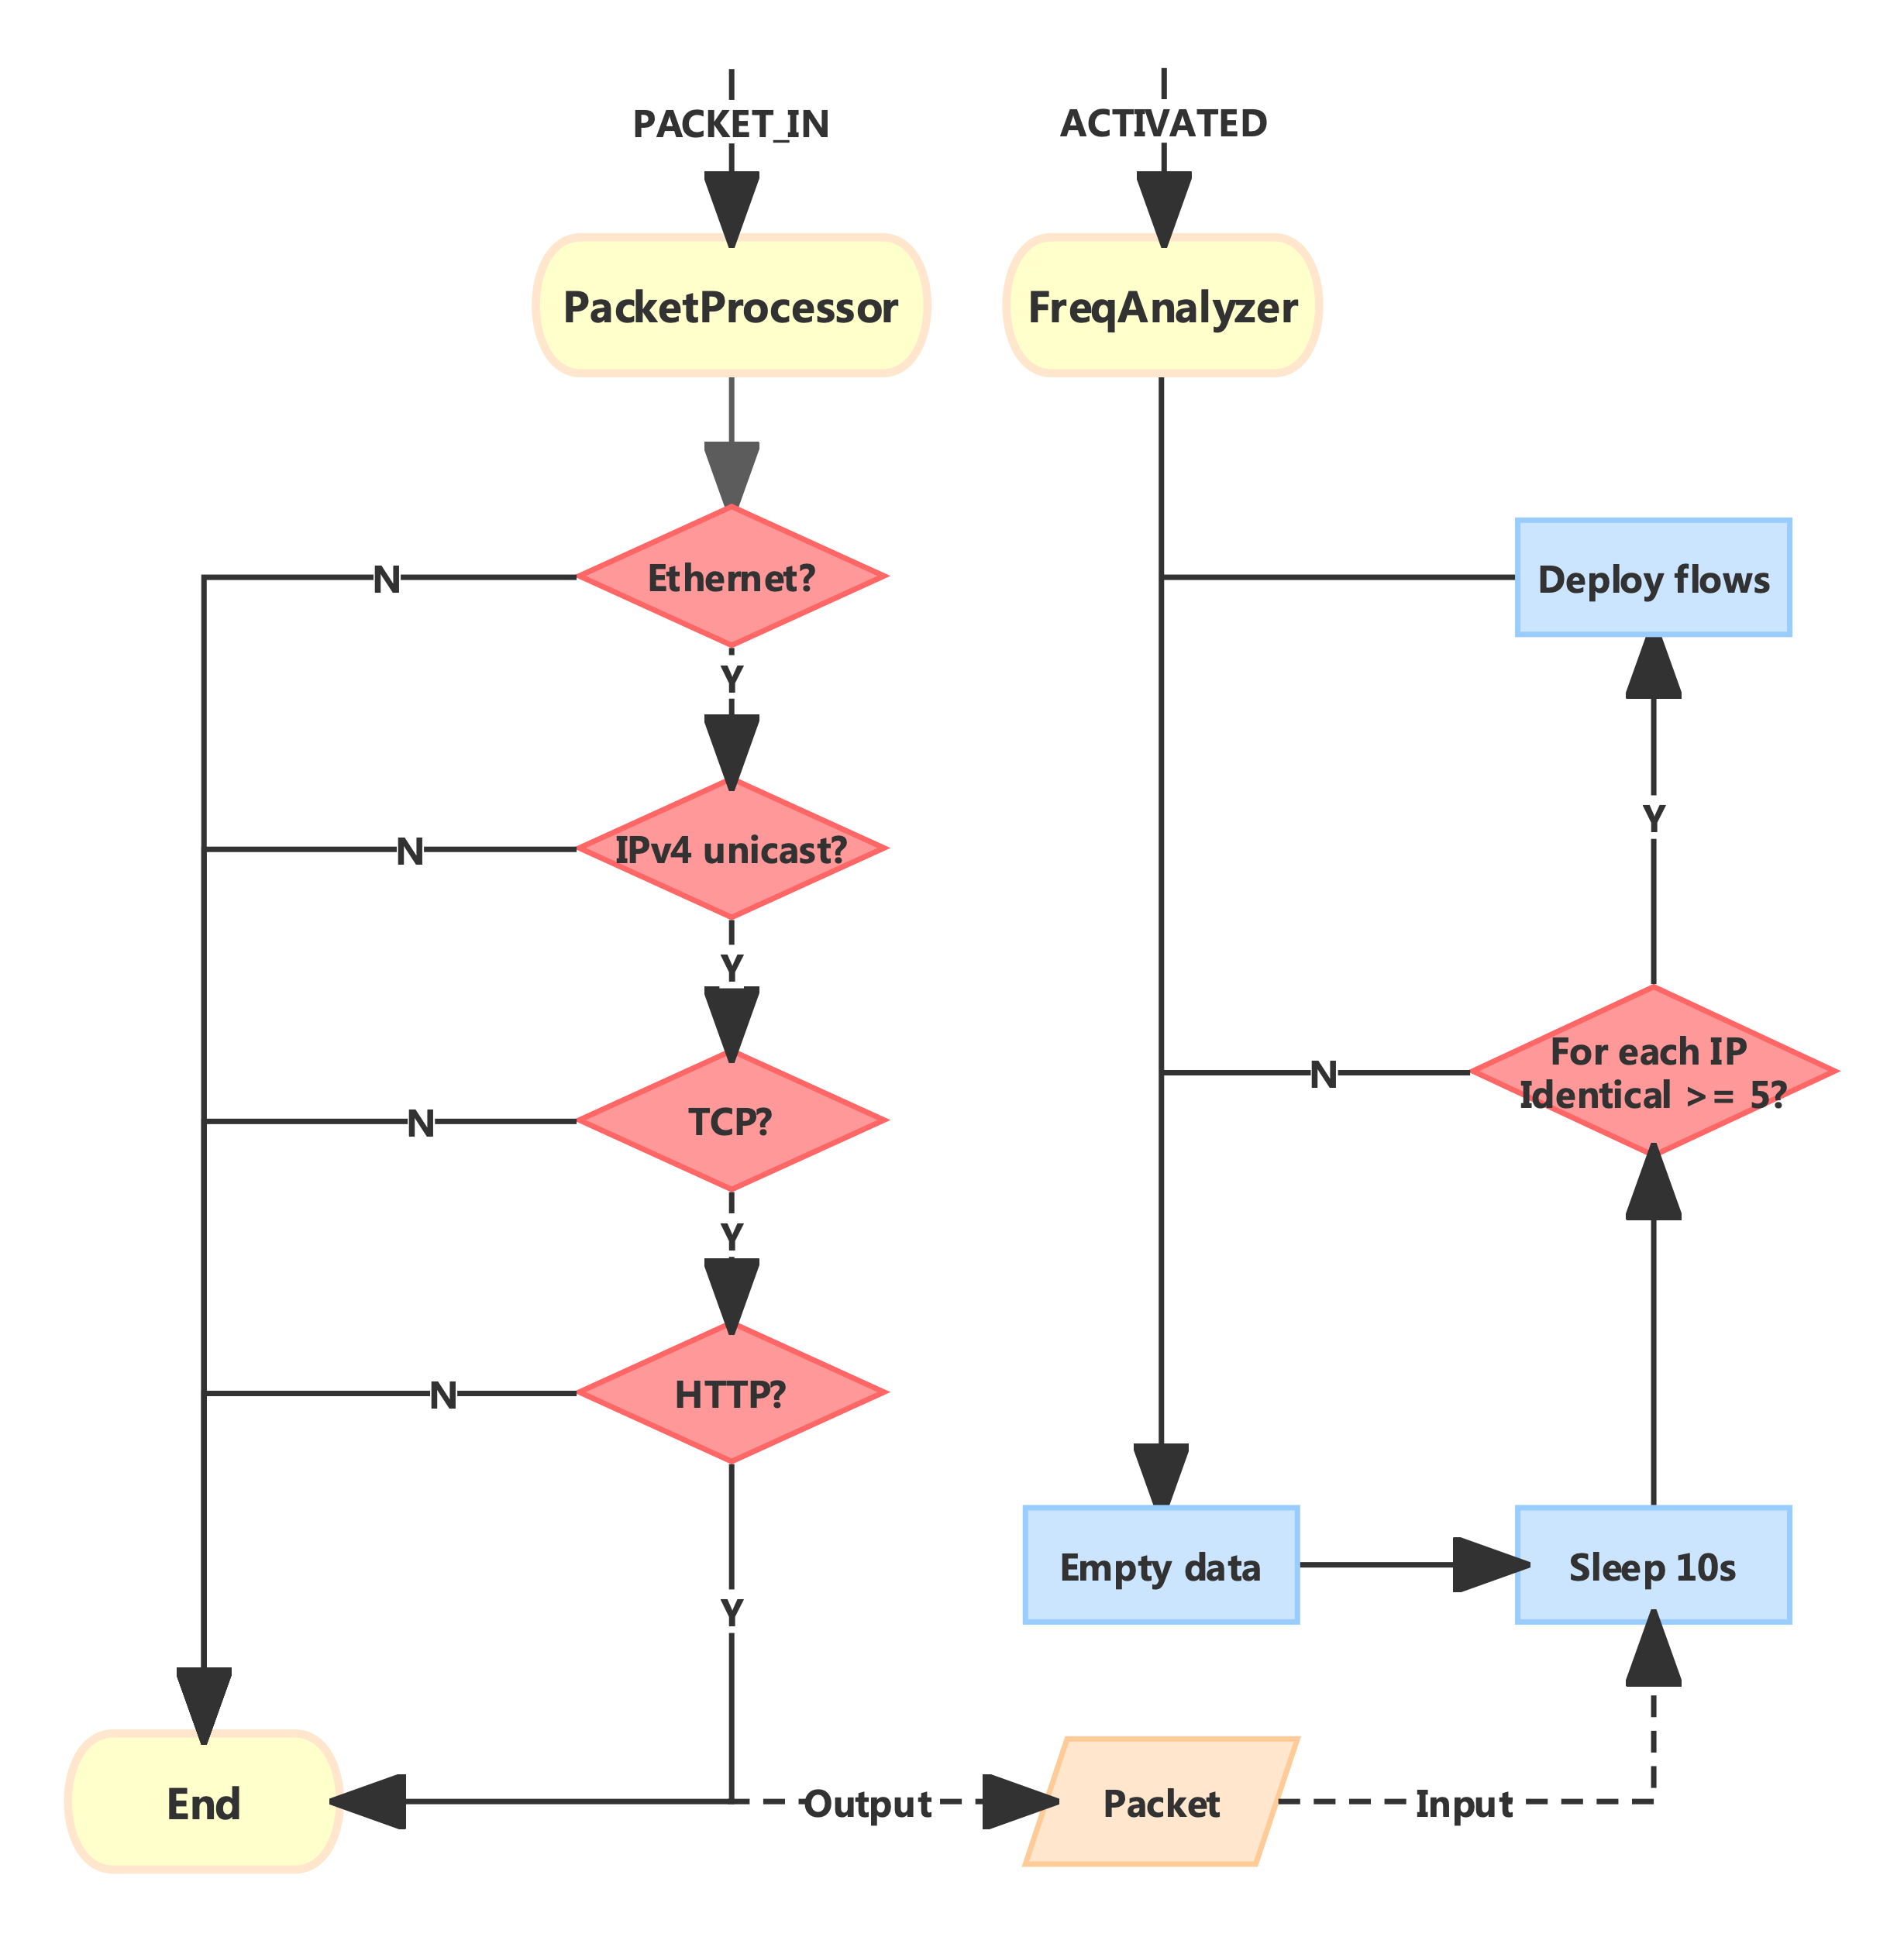 PACKET_IN
ACTIVATED
PacketProcessor
FreqAnalyzer
Ethernet?
N
Deploy flows
Y
Y
IPv4 unicast?
N
Y
For each IP
Identical >= 5?
N
TCP?
N
Y
HTTP?
N
Empty data
Sleep 10s
Y
End
Output
Packet
Input